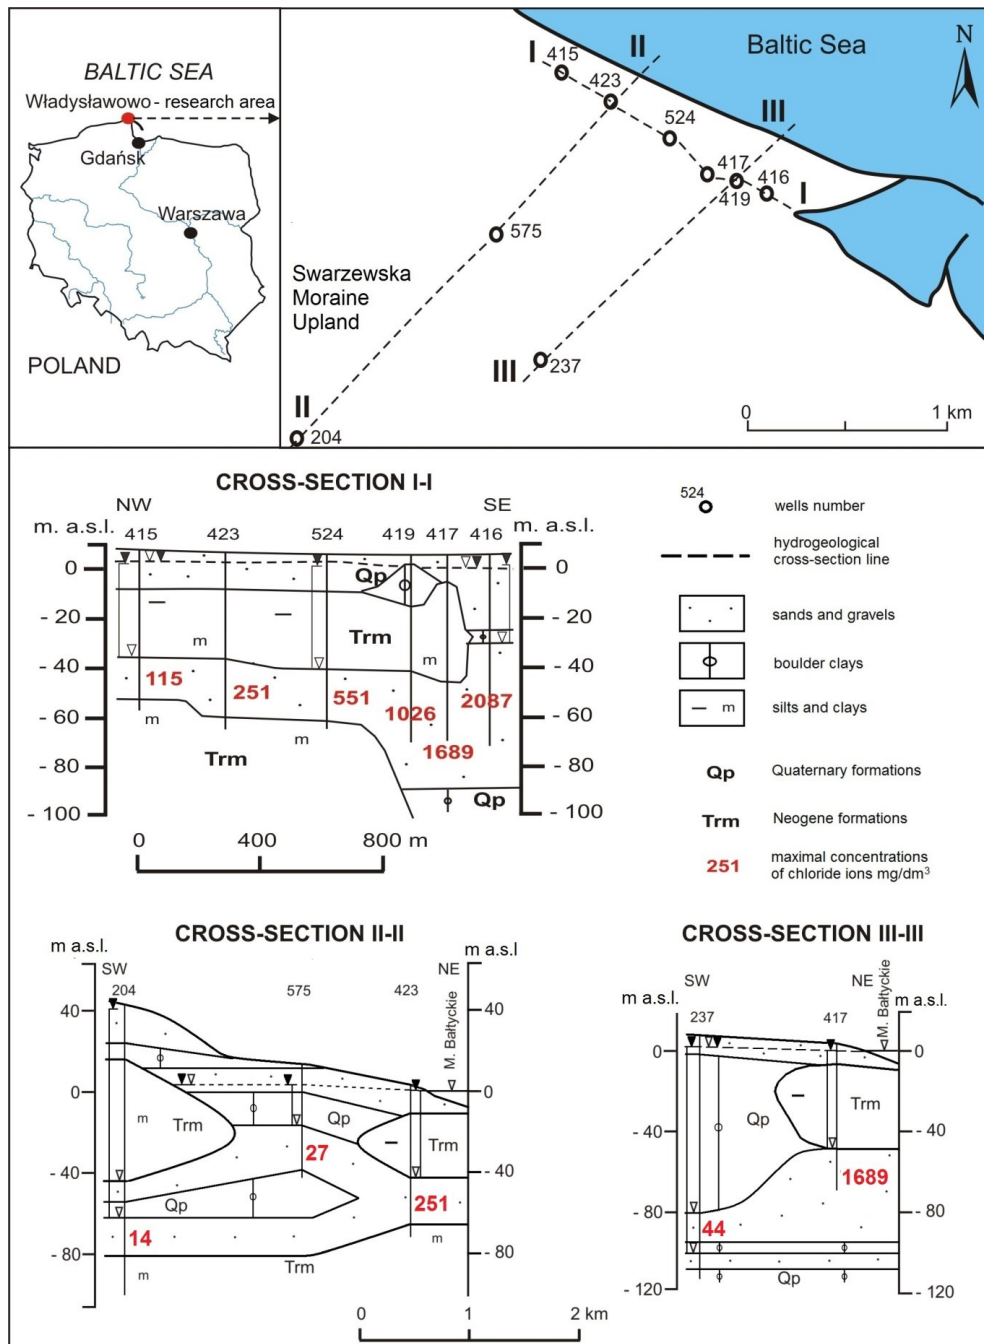 BALTIC SEA
Władysławowo - research area
Gdańsk
Warszawa
POLAND
Baltic Sea
N
I
415
II
423
524
III
417
419
416
I
575
Swarzewska
Moraine
Upland
III
237
II
204
0 1 km
CROSS-SECTION I-I
NW SE
m. a.s.l. 415 423 524 419 417 416 m. a.s.l.
0 Qp 0
- 20 - 20
m Trm m
- 40 - 40
115 251 551 1026 2087
- 60 m m - 60
1689
Trm
- 80 - 80
Qp
- 100 - 100
0 400 800 m
524 wells number
hydrogeological
cross-section line
sands and gravels
boulder clays
m silts and clays
Qp Quaternary formations
Trm Neogene formations
251 maximal concentrations
of chloride ions mg/dm³
CROSS-SECTION II-II
m a.s.l. m a.s.l
SW NE
204 575 423 M. Bałtyckie
40 40
0 0
m Trm Qp Trm
27
- 40 - 40
Qp 251
14 m
- 80 Trm - 80
m
0 1 2 km
CROSS-SECTION III-III
SW NE
m a.s.l. m a.s.l.
237 417 M. Bałtyckie
0 0
Qp Trm
- 40 - 40
1689
- 80 44 - 80
Qp
- 120 - 120